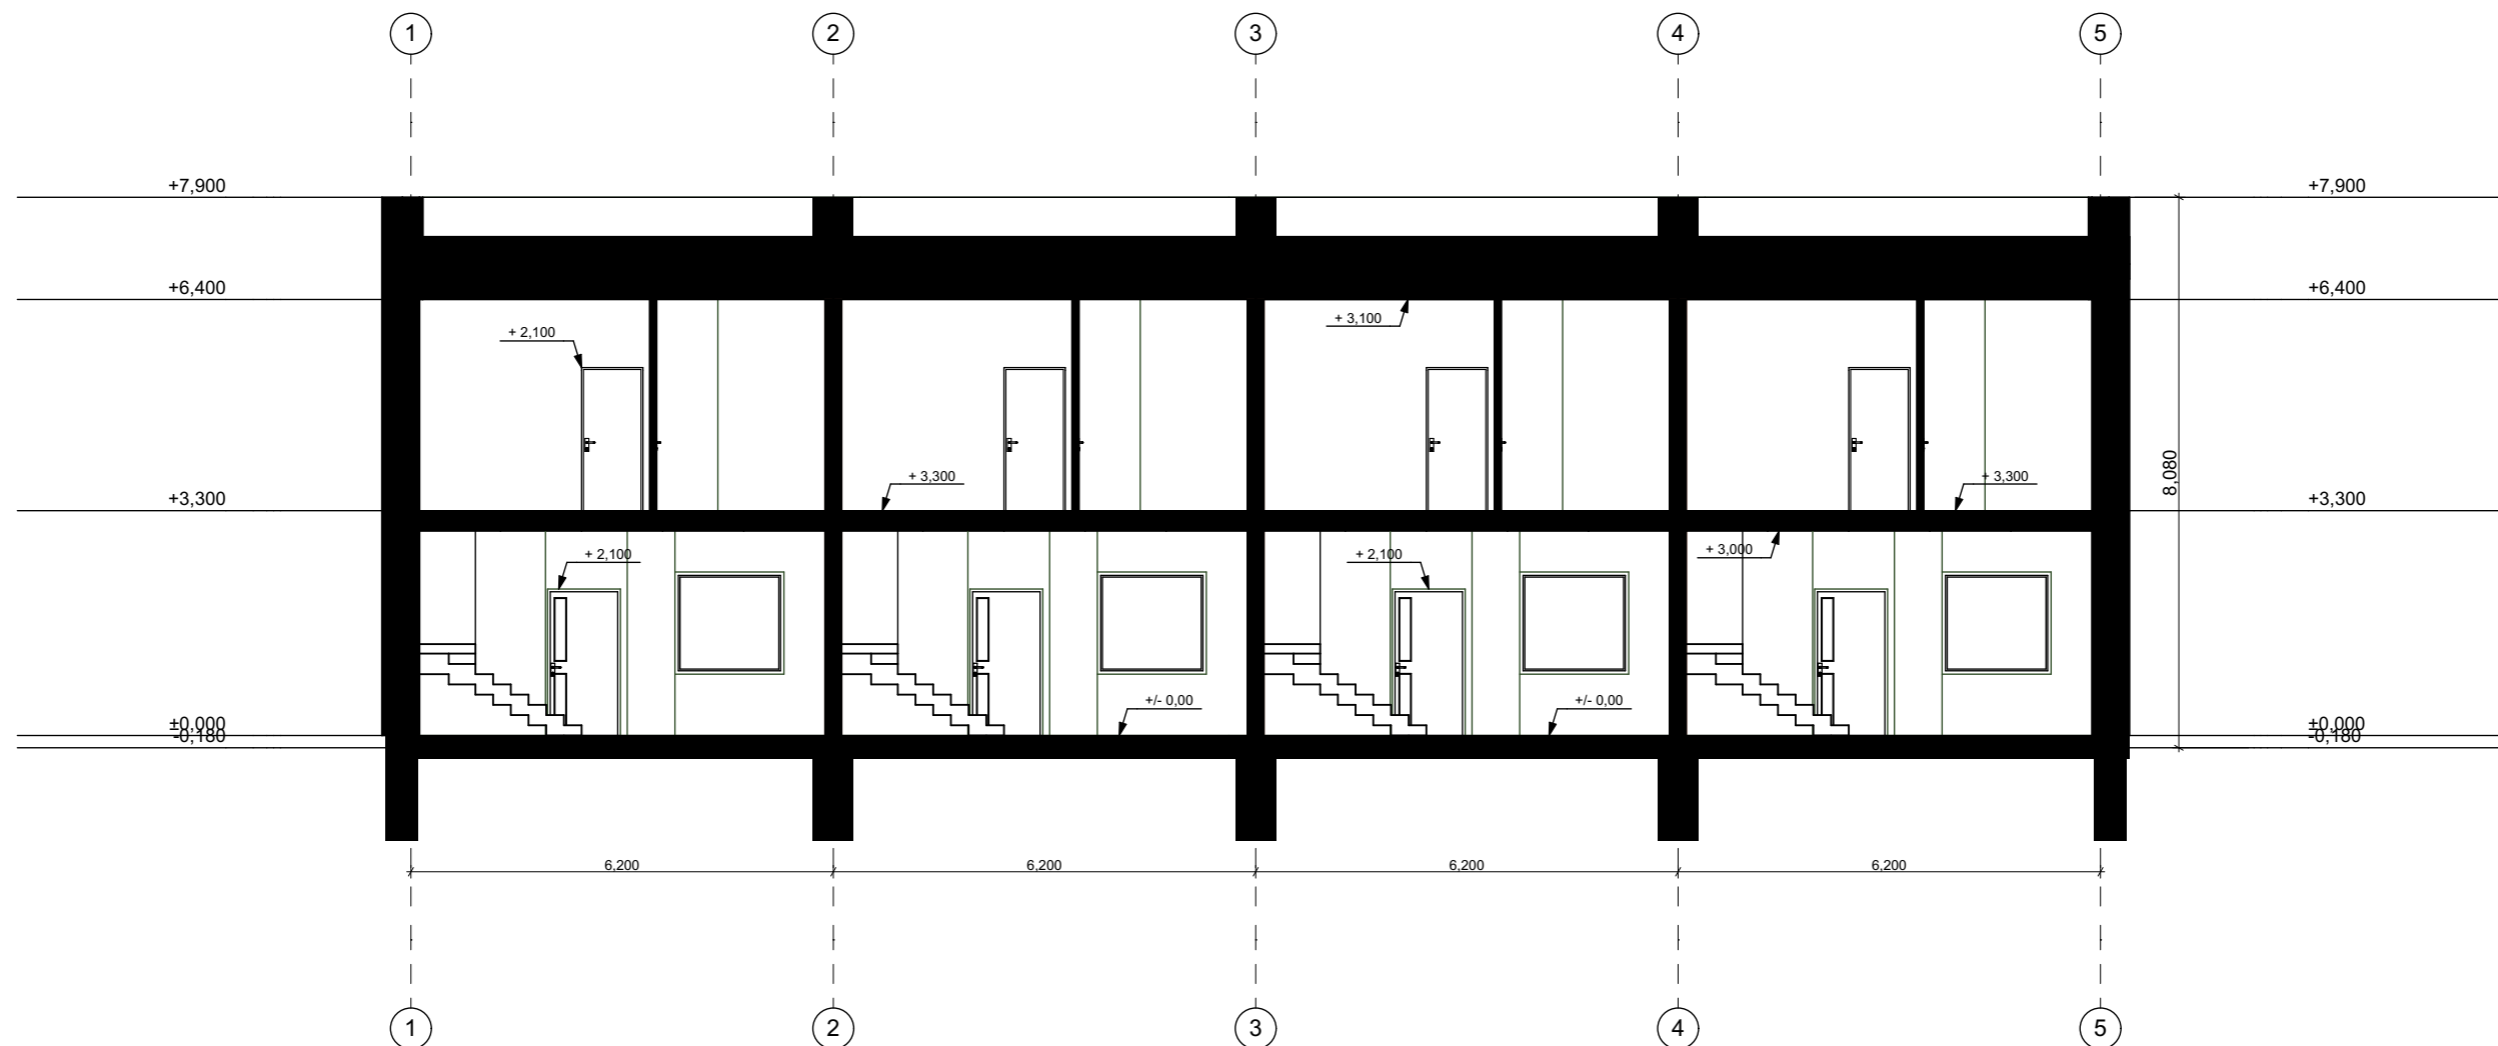 1 2 3 4 5
+7,900 +7,900
+6,400 +6,400
+ 3,100
+ 2,100
+ 3,300 + 3,300
+3,300 +3,300
8,080
+ 2,100 + 2,100 + 3,000
+/- 0,00 +/- 0,00
±0,000 ±0,000
-0,180 -0,180
6,200 6,200 6,200 6,200
1 2 3 4 5